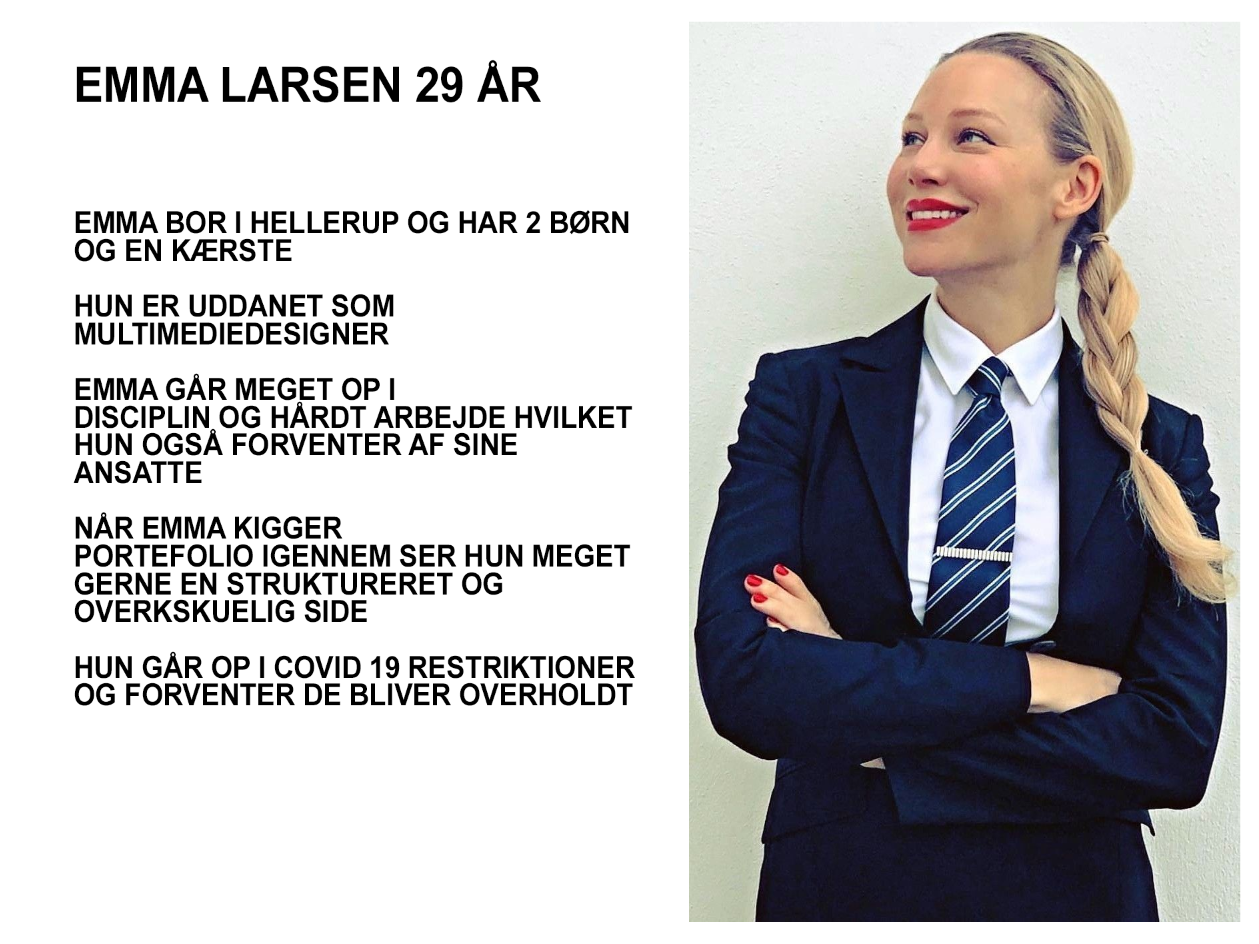 EMMA LARSEN 29 ÅR
EMMA BOR I HELLERUP OG HAR 2 BØRN
OG EN KÆRSTE
HUN ER UDDANET SOM
MULTIMEDIEDESIGNER
EMMA GÅR MEGET OP I
DISCIPLIN OG HÅRDT ARBEJDE HVILKET
HUN OGSÅ FORVENTER AF SINE
ANSATTE
NÅR EMMA KIGGER
PORTEFOLIO IGENNEM SER HUN MEGET
GERNE EN STRUKTURERET OG
OVERKSKUELIG SIDE
HUN GÅR OP I COVID 19 RESTRIKTIONER
OG FORVENTER DE BLIVER OVERHOLDT